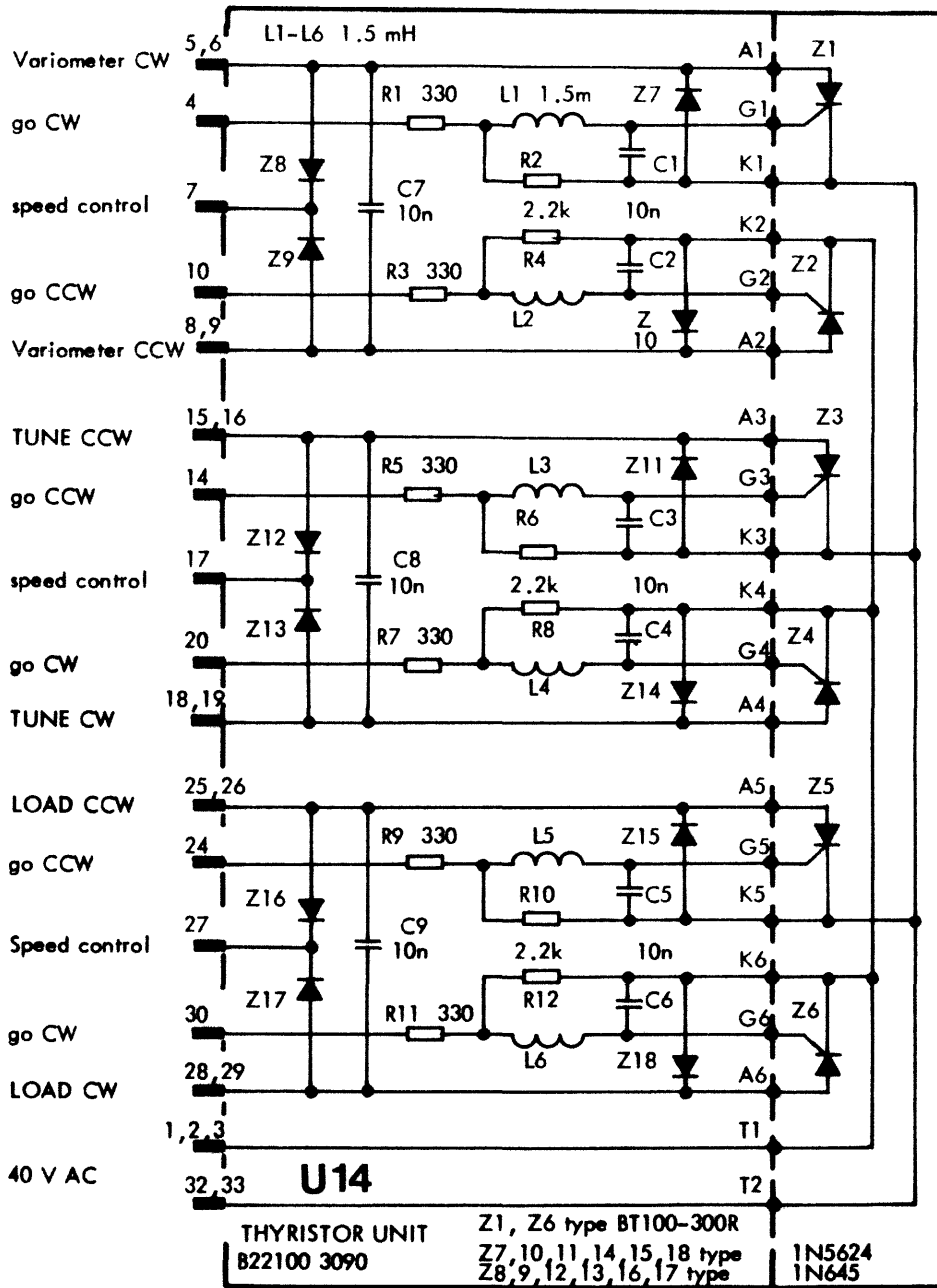 L1-L6 1.5 mH
5,6
A1
Z1
Variometer CW
R1 330
L1 1.5m
Z7
4
G1
go CW
R2
C1
K1
Z8
C7
10n
7
speed control
2.2k
10n
K2
Z9
R4
C2
Z2
10
R3 330
G2
go CCW
L2
Z
10
8,9
A2
Variometer CCW
15,16
A3
Z3
TUNE CCW
R5 330
L3
Z11
14
G3
go CCW
R6
C3
K3
Z12
C8
10n
17
speed control
2.2k
10n
K4
Z13
R8
C4
Z4
20
R7 330
G4
go CW
L4
Z14
18,19
A4
TUNE CW
25,26
A5
Z5
LOAD CCW
R9 330
L5
Z15
24
G5
go CCW
R10
C5
K5
Z16
C9
10n
27
Speed control
2.2k
10n
K6
Z17
R12
C6
Z6
30
R11 330
G6
go CW
L6
Z18
28,29
A6
LOAD CW
1,2,3
T1
40 V AC
U14
32,33
T2
THYRISTOR UNIT
B22100 3090
Z1, Z6 type BT100-300R
Z7,10,11,14,15,18 type 1N5624
Z8,9,12,13,16,17 type 1N645